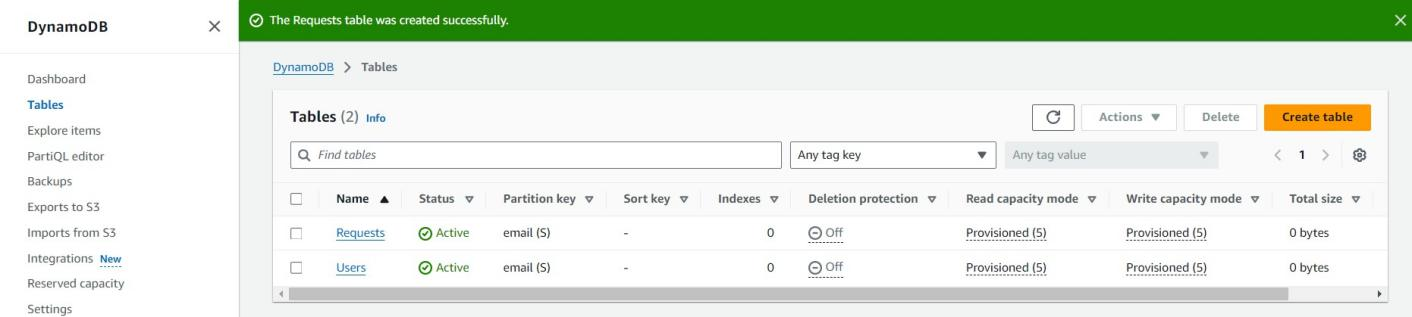 DynamoDB
Dashboard
Tables
Explore items
PartiQL editor
Backups
Exports to S3
Imports from S3
Integrations New
Reserved capacity
Settings
The Requests table was created successfully.
DynamoDB > Tables
Tables (2) Info
Actions
Delete
Create table
Find tables
Any tag key
Any tag value
1
Name Status Partition key Sort key Indexes Deletion protection Read capacity mode Write capacity mode Total size
Requests Active email (S) - 0 Off Provisioned (5) Provisioned (5) 0 bytes
Users Active email (S) - 0 Off Provisioned (5) Provisioned (5) 0 bytes